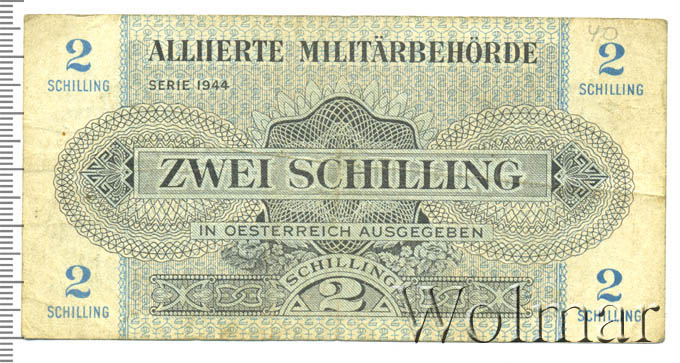 40
2 ALLIIERTE MILITÄRBEHÖRDE 2
SCHILLING SERIE 1944 SCHILLING
ZWEI SCHILLING
IN OESTERREICH AUSGEGEBEN
SCHILLING
2
2 2
SCHILLING SCHILLING
Wolmar